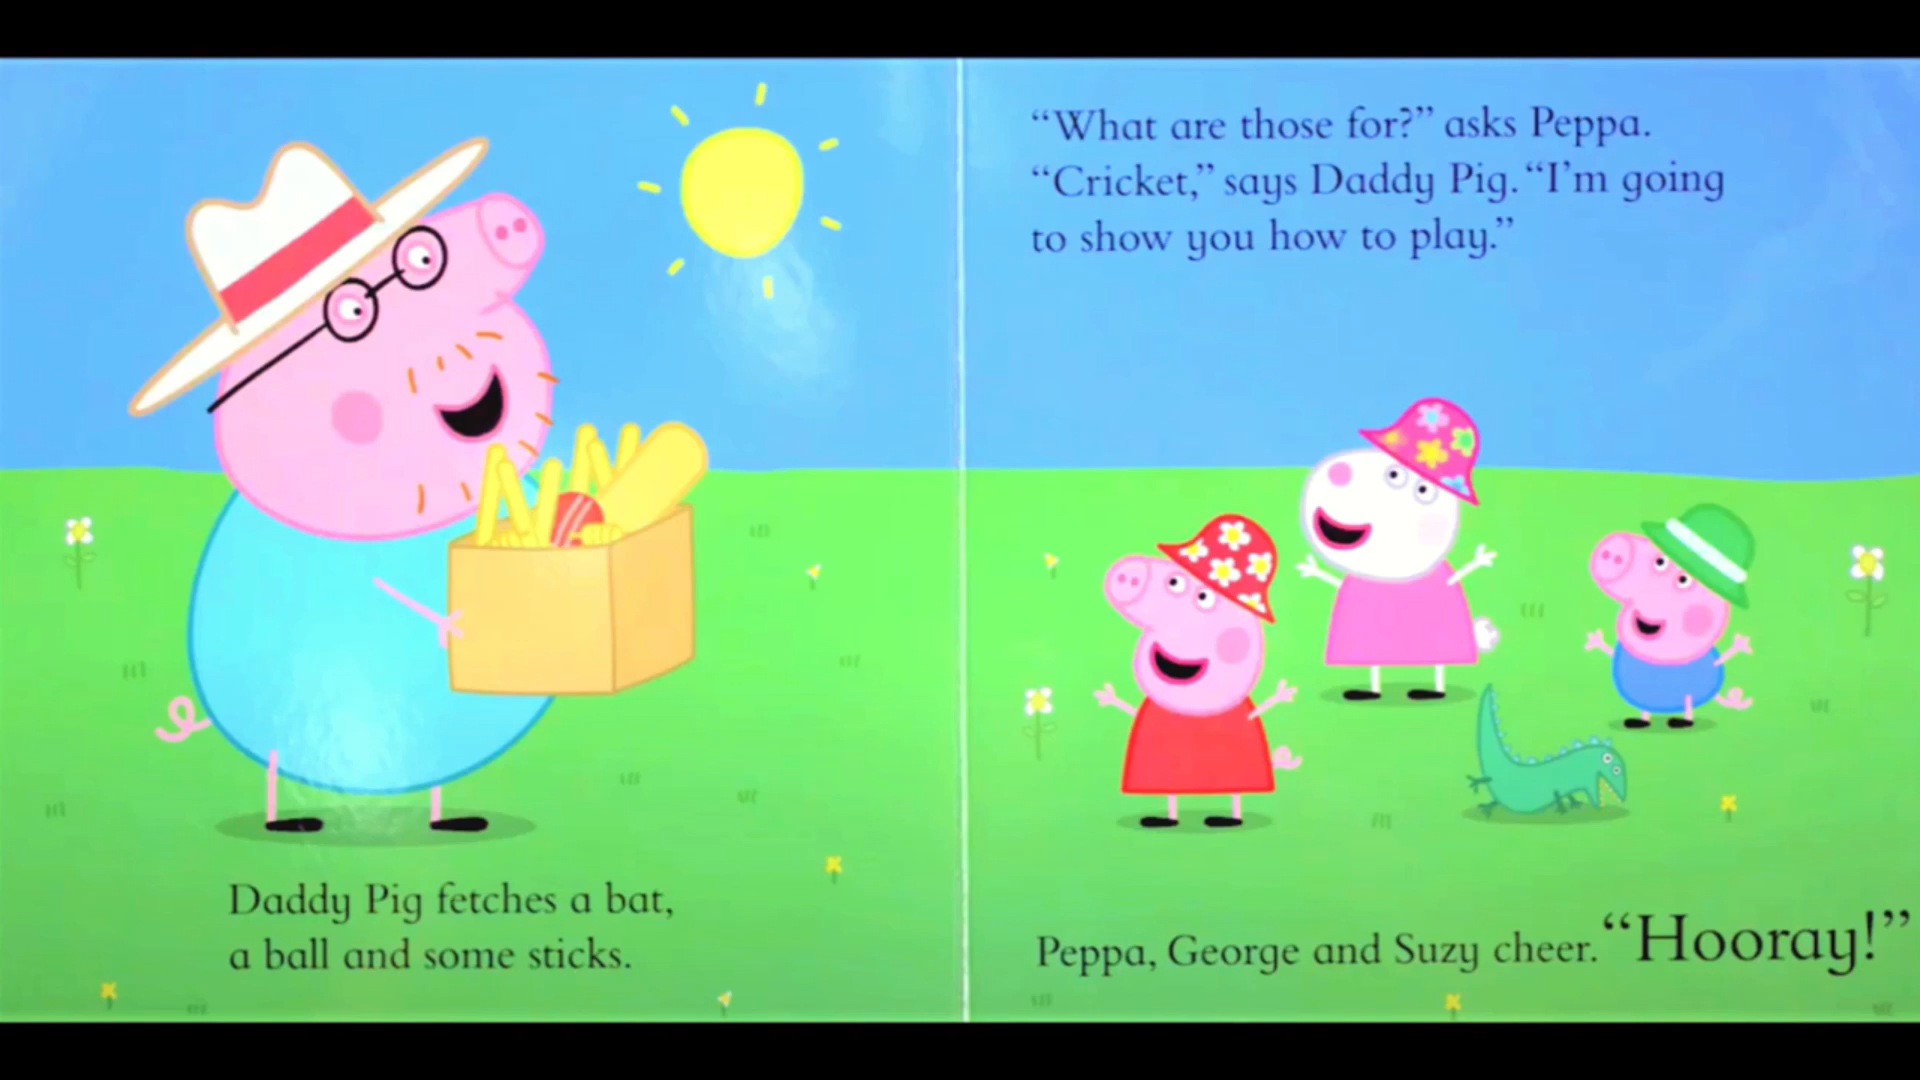 Daddy Pig fetches a bat,
a ball and some sticks.
“What are those for?” asks Peppa.
“Cricket,” says Daddy Pig. “I’m going
to show you how to play.”
Peppa, George and Suzy cheer. “Hooray!”